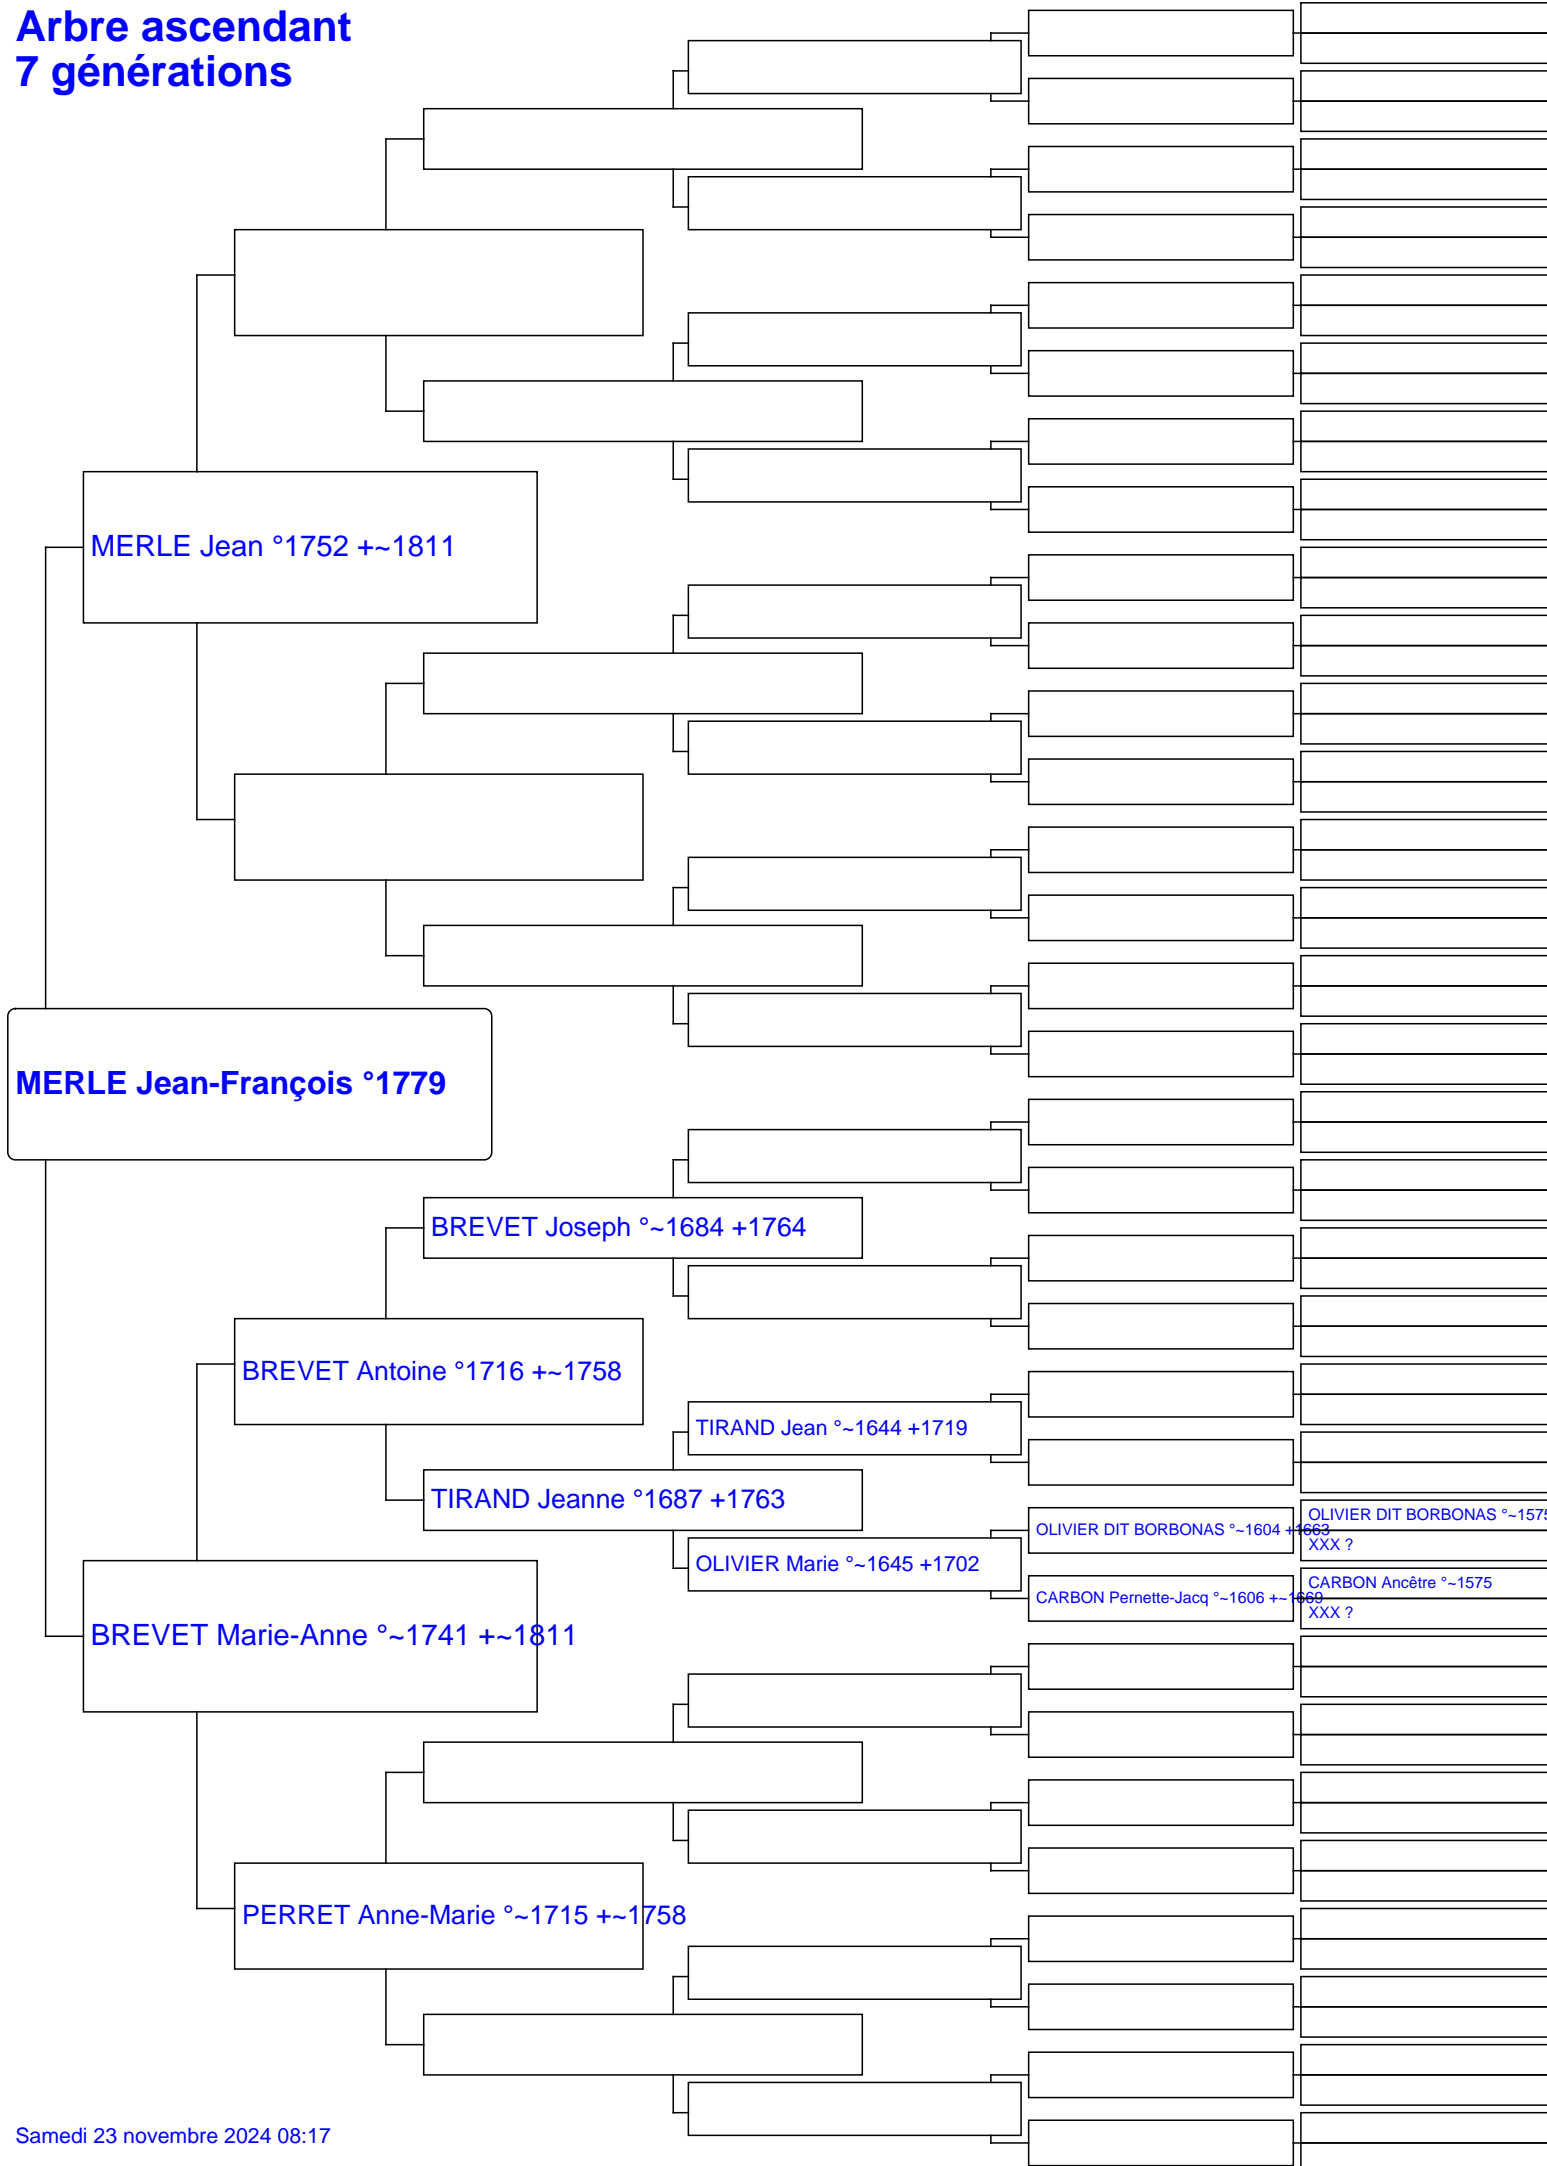 Arbre ascendant
7 générations
MERLE Jean °1752 +~1811
MERLE Jean-François °1779
BREVET Joseph °~1684 +1764
BREVET Antoine °1716 +~1758
TIRAND Jean °~1644 +1719
TIRAND Jeanne °1687 +1763
OLIVIER DIT BORBONAS °~1575
OLIVIER DIT BORBONAS °~1604 +1663
XXX ?
OLIVIER Marie °~1645 +1702
CARBON Ancêtre °~1575
CARBON Pernette-Jacq °~1606 +~1669
XXX ?
BREVET Marie-Anne °~1741 +~1811
PERRET Anne-Marie °~1715 +~1758
Samedi 23 novembre 2024 08:17